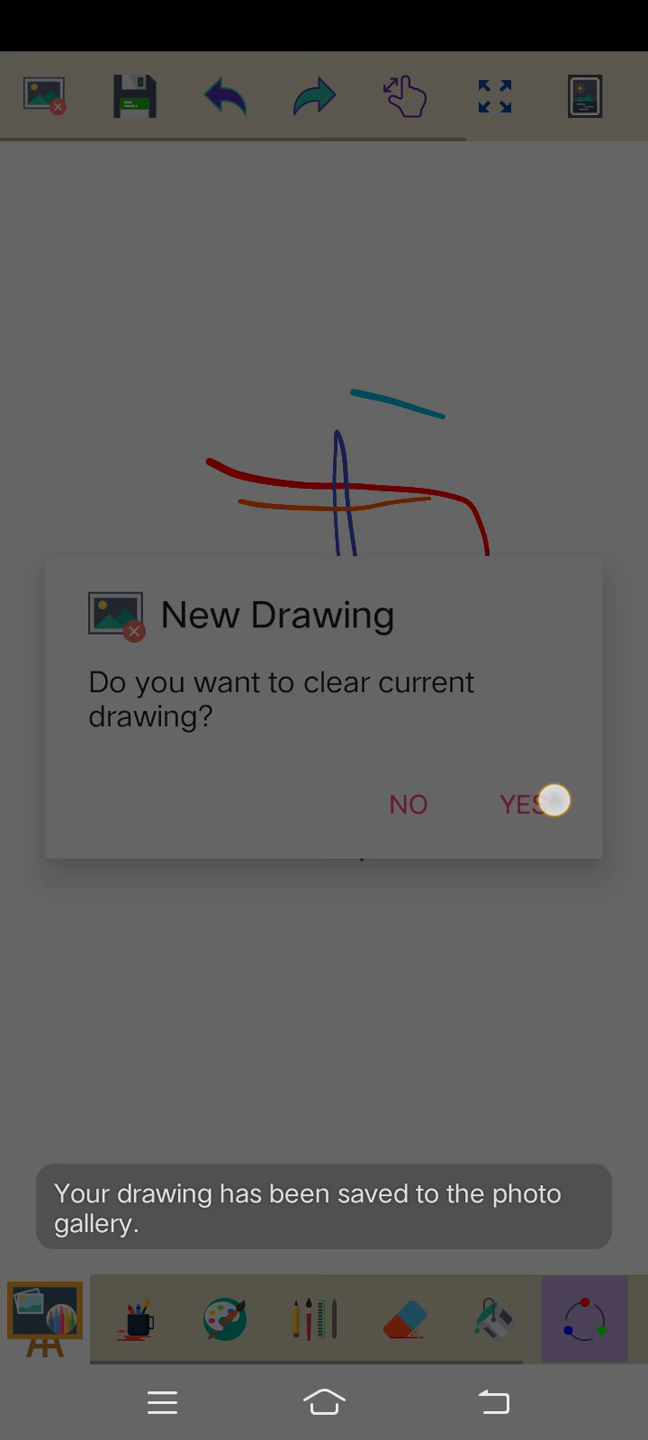 New Drawing
Do you want to clear current
drawing?
NO YES
Your drawing has been saved to the photo
gallery.